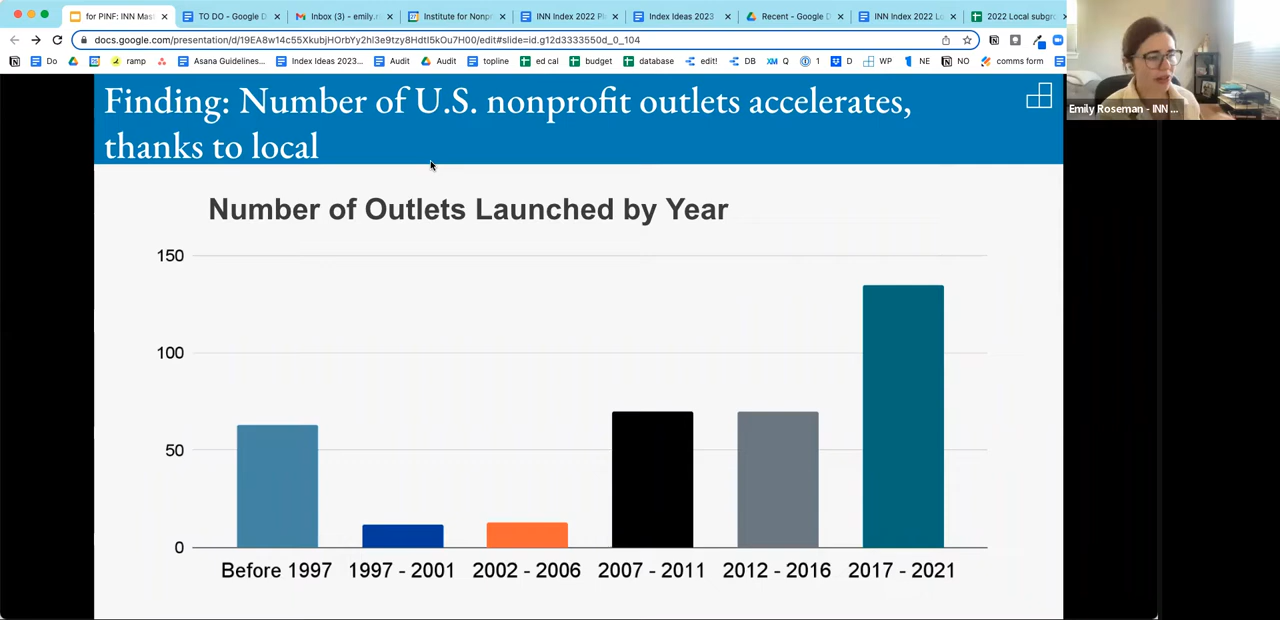 for PINF: INN Mas
TO DO - Google D
Inbox (3) - emily.r
Institute for Nonpr
INN Index 2022 Pl
Index Ideas 2023
Recent - Google D
INN Index 2022 Lo
2022 Local subgro
docs.google.com/presentation/d/19EA8w14c55XkubjHOrbYy2hl3e9tzy8HdtI5kOu7H00/edit#slide=id.g12d3333550d_0_104
Do
ramp
Asana Guidelines...
Index Ideas 2023...
Audit
Audit
topline
ed cal
budget
database
edit!
DB
XM Q
1
D
WP
NE
NO
comms form
Emily Roseman - INN ...
Finding: Number of U.S. nonprofit outlets accelerates,
thanks to local
Number of Outlets Launched by Year
150
100
50
0
Before 1997 1997 - 2001 2002 - 2006 2007 - 2011 2012 - 2016 2017 - 2021